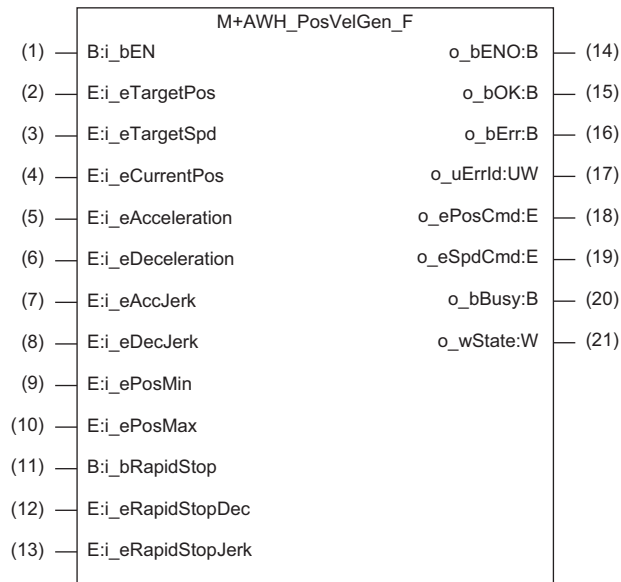 M+AWH_PosVelGen_F
(1) B:i_bEN o_bENO:B (14)
(2) E:i_eTargetPos o_bOK:B (15)
(3) E:i_eTargetSpd o_bErr:B (16)
(4) E:i_eCurrentPos o_uErrId:UW (17)
(5) E:i_eAcceleration o_ePosCmd:E (18)
(6) E:i_eDeceleration o_eSpdCmd:E (19)
(7) E:i_eAccJerk o_bBusy:B (20)
(8) E:i_eDecJerk o_wState:W (21)
(9) E:i_ePosMin
(10) E:i_ePosMax
(11) B:i_bRapidStop
(12) E:i_eRapidStopDec
(13) E:i_eRapidStopJerk